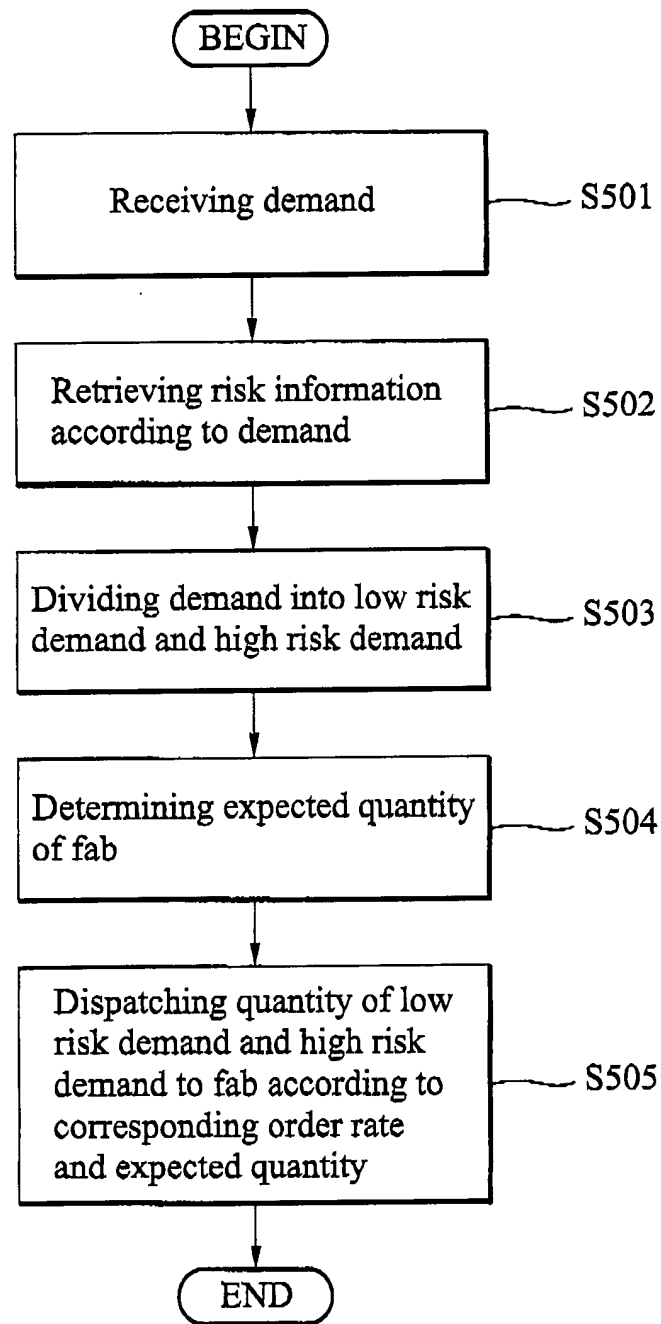 BEGIN
Receiving demand
S501
Retrieving risk information
according to demand
S502
Dividing demand into low risk
demand and high risk demand
S503
Determining expected quantity
of fab
S504
Dispatching quantity of low
risk demand and high risk
demand to fab according to
corresponding order rate
and expected quantity
S505
END